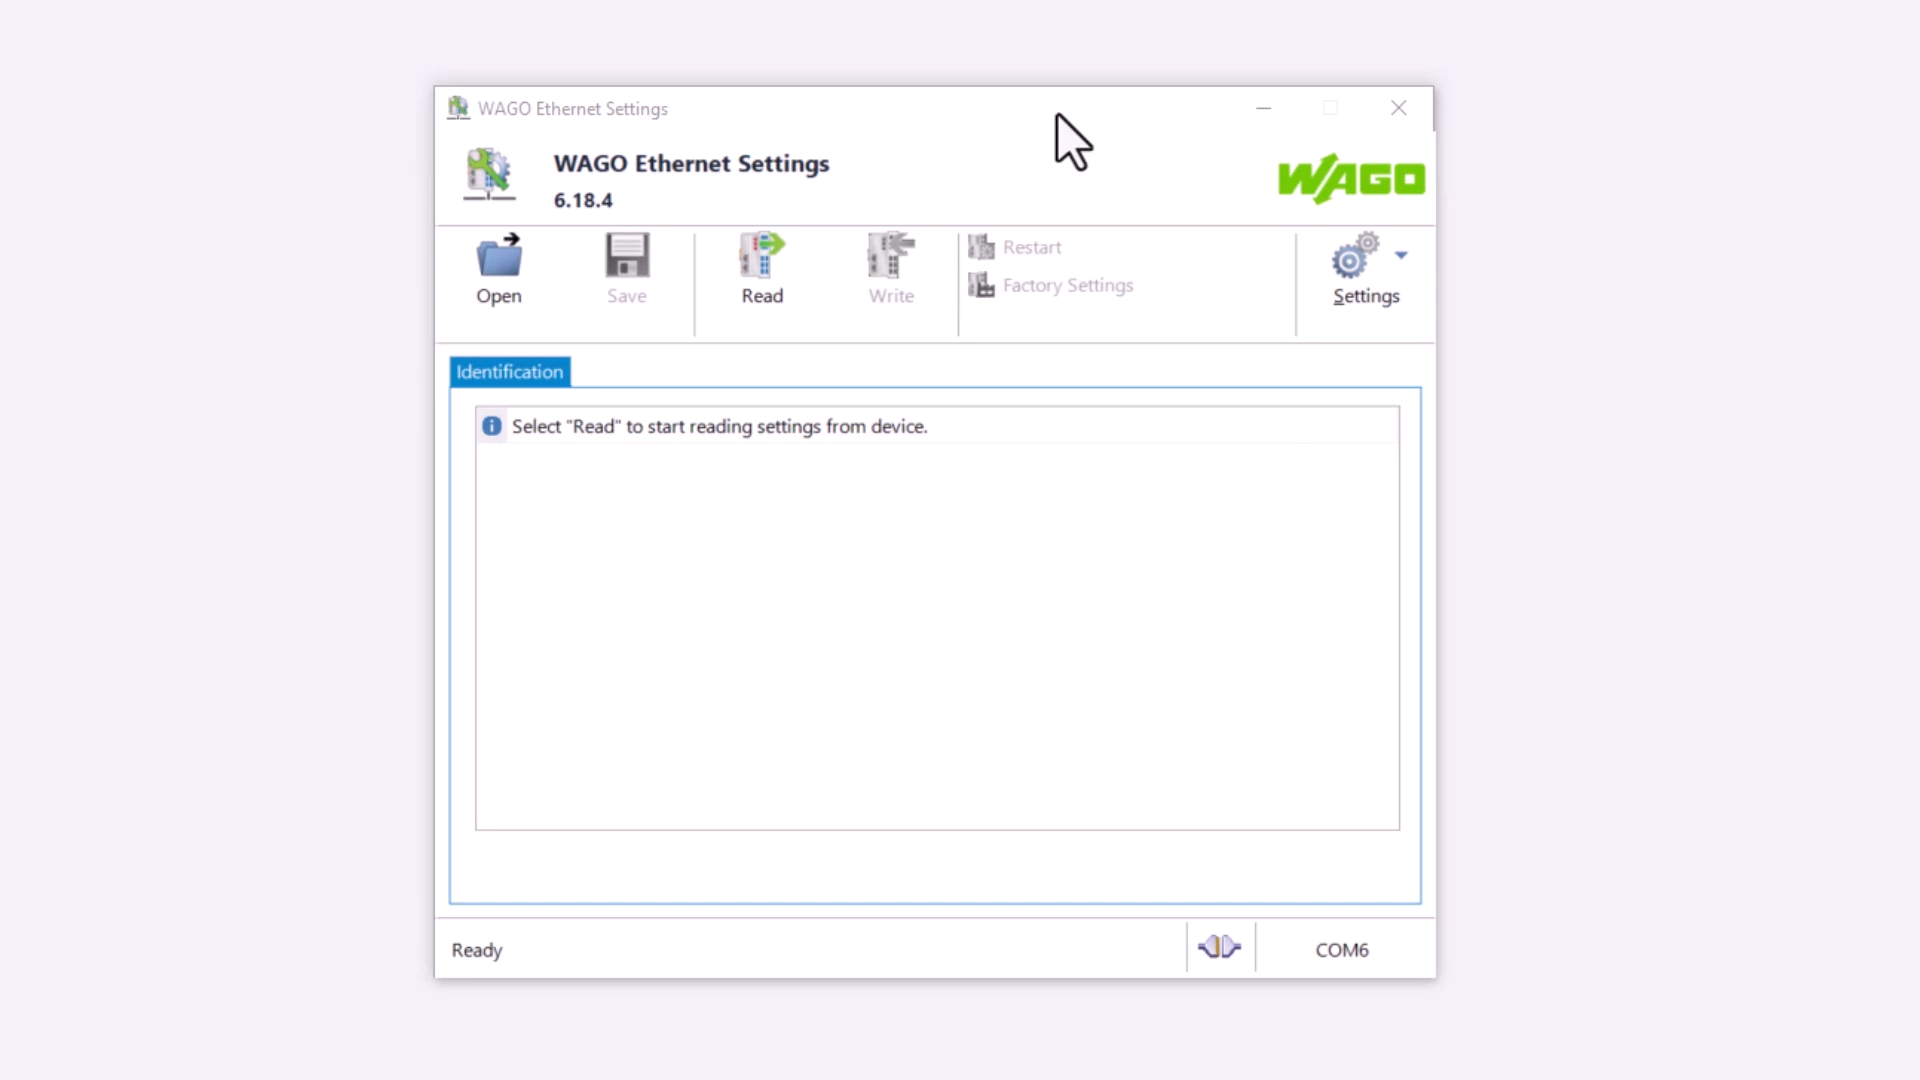 WAGO Ethernet Settings
WAGO Ethernet Settings
6.18.4
WAGO
Open
Save
Read
Write
Restart
Factory Settings
Settings
Identification
Select "Read" to start reading settings from device.
Ready
COM6